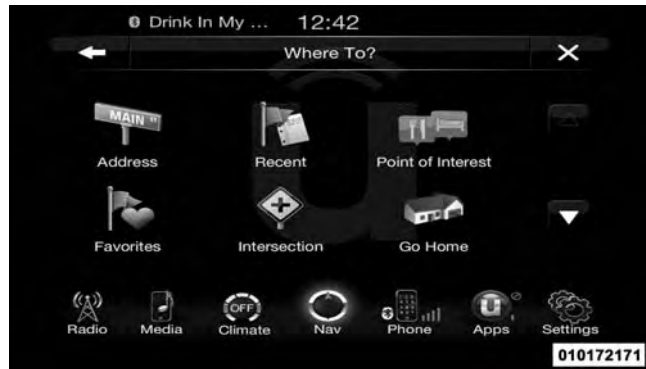 Drink In My ... 12:42
Where To?
MAIN ST
Address Recent Point of Interest
Favorites Intersection Go Home
OFF
Radio Media Climate Nav Phone Apps Settings
010172171